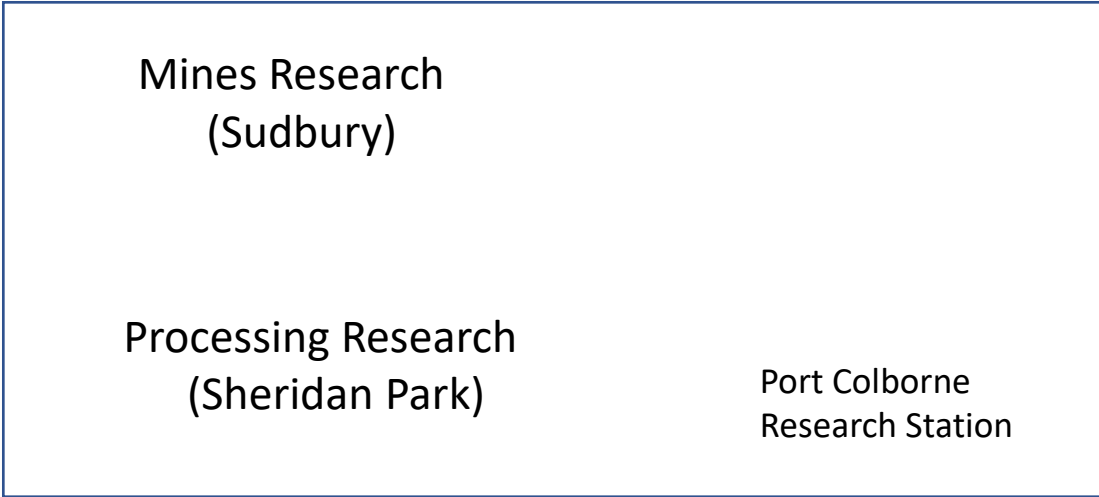 Mines Research
(Sudbury)
Processing Research
(Sheridan Park)
Port Colborne
Research Station